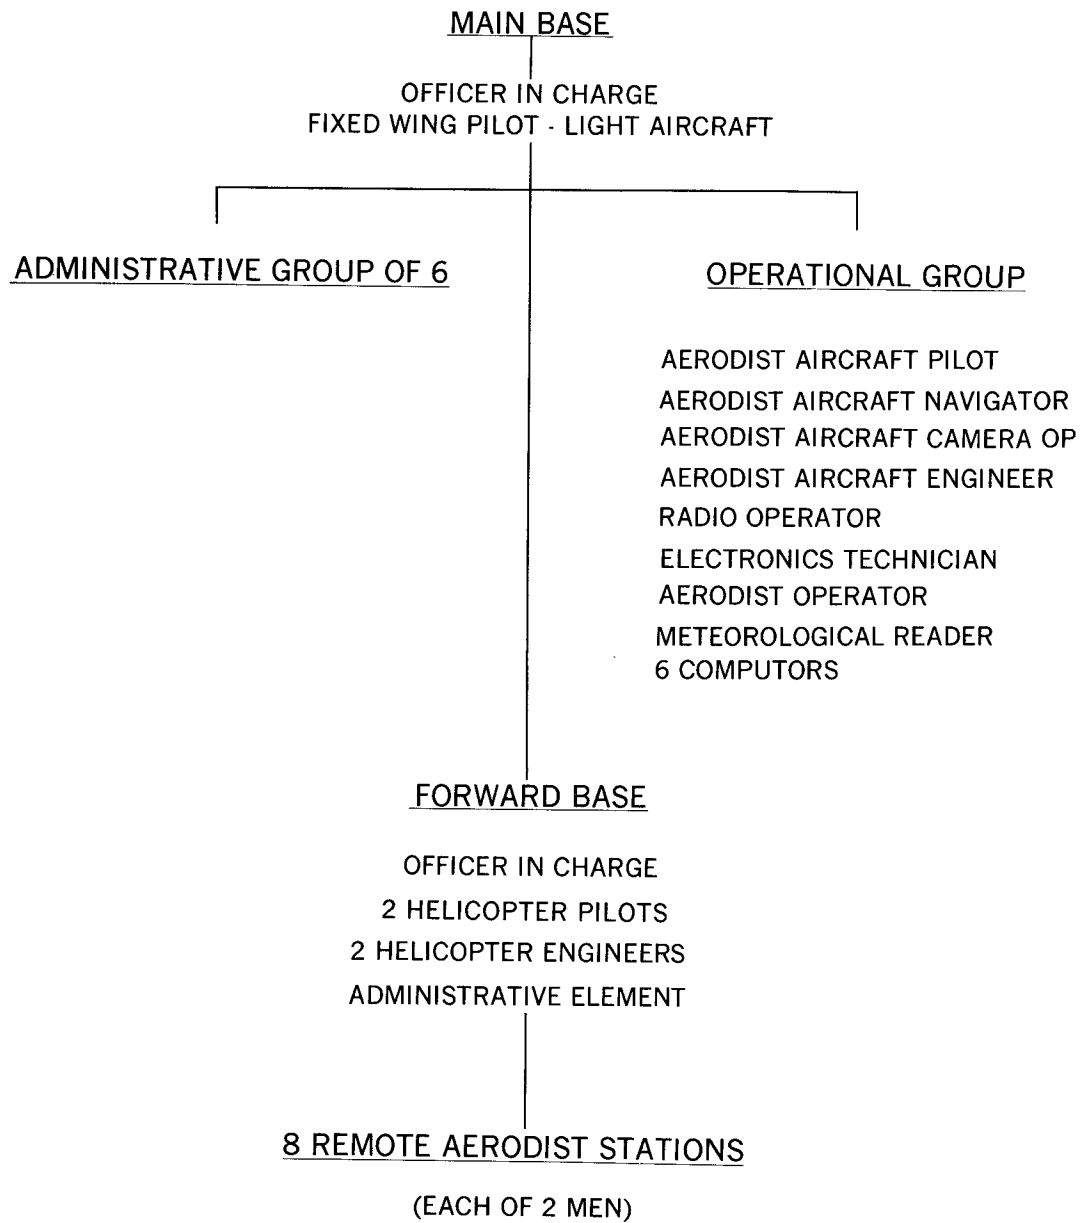 MAIN BASE
OFFICER IN CHARGE
FIXED WING PILOT - LIGHT AIRCRAFT
ADMINISTRATIVE GROUP OF 6
OPERATIONAL GROUP
AERODIST AIRCRAFT PILOT
AERODIST AIRCRAFT NAVIGATOR
AERODIST AIRCRAFT CAMERA OP
AERODIST AIRCRAFT ENGINEER
RADIO OPERATOR
ELECTRONICS TECHNICIAN
AERODIST OPERATOR
METEOROLOGICAL READER
6 COMPUTORS
FORWARD BASE
OFFICER IN CHARGE
2 HELICOPTER PILOTS
2 HELICOPTER ENGINEERS
ADMINISTRATIVE ELEMENT
8 REMOTE AERODIST STATIONS
(EACH OF 2 MEN)